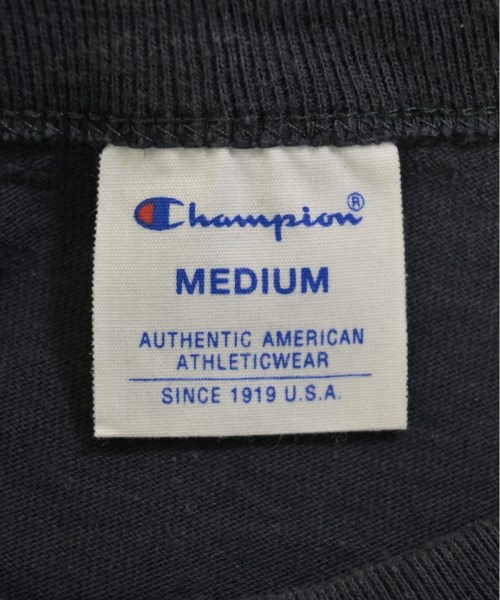 Champion®
MEDIUM
AUTHENTIC AMERICAN
ATHLETICWEAR
SINCE 1919 U.S.A.